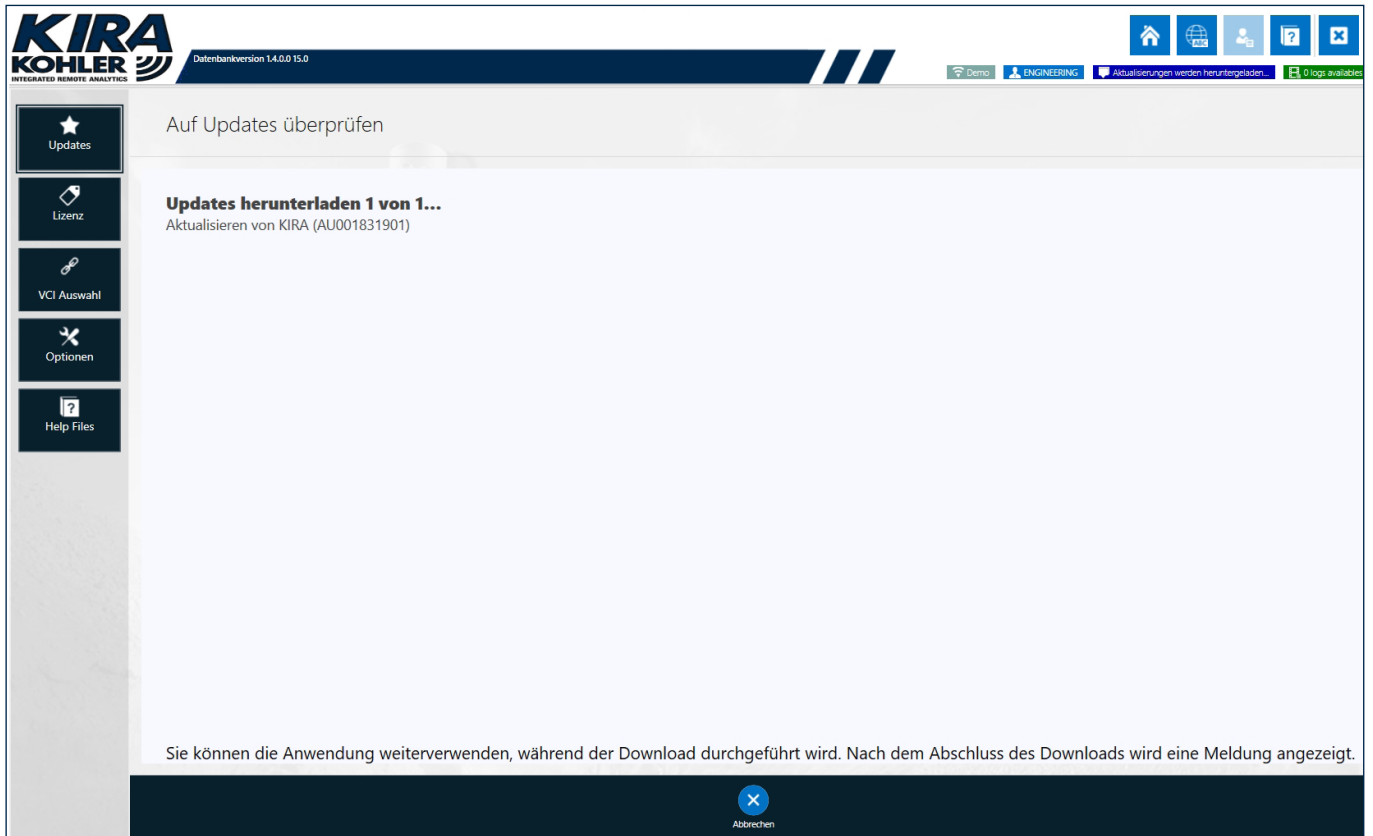 KIRA
KOHLER
INTEGRATED REMOTE ANALYTICS
Datenbankversion 1.4.0.0 15.0
ABC
?
Demo
ENGINEERING
Aktualisierungen werden heruntergeladen...
0 logs availables
Updates
Auf Updates überprüfen
Lizenz
Updates herunterladen 1 von 1...
Aktualisieren von KIRA (AU001831901)
VCI Auswahl
Optionen
?
Help Files
Sie können die Anwendung weiterverwenden, während der Download durchgeführt wird. Nach dem Abschluss des Downloads wird eine Meldung angezeigt.
Abbrechen